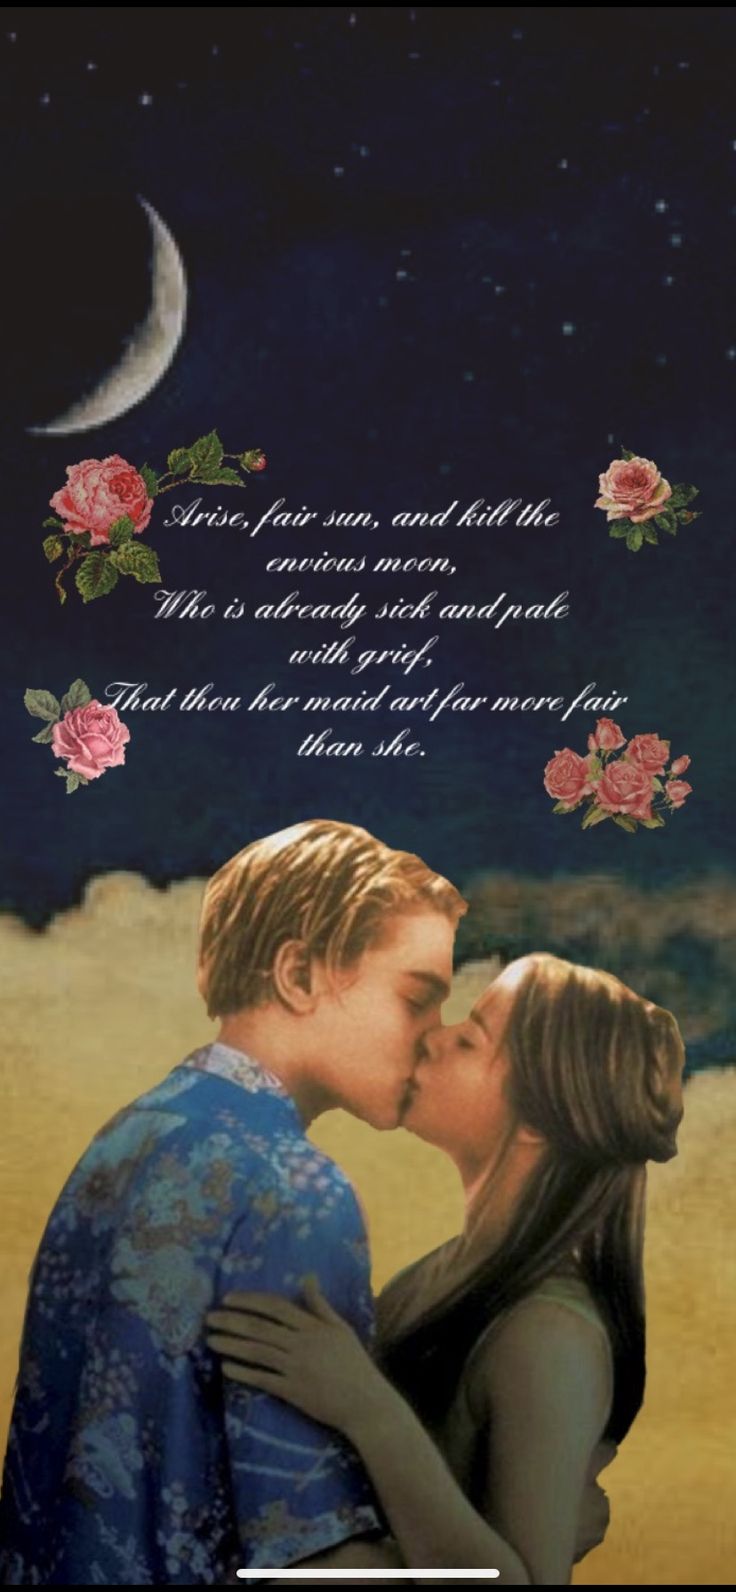 Arise, fair sun, and kill the
envious moon,
Who is already sick and pale
with grief,
That thou her maid art far more fair
than she.